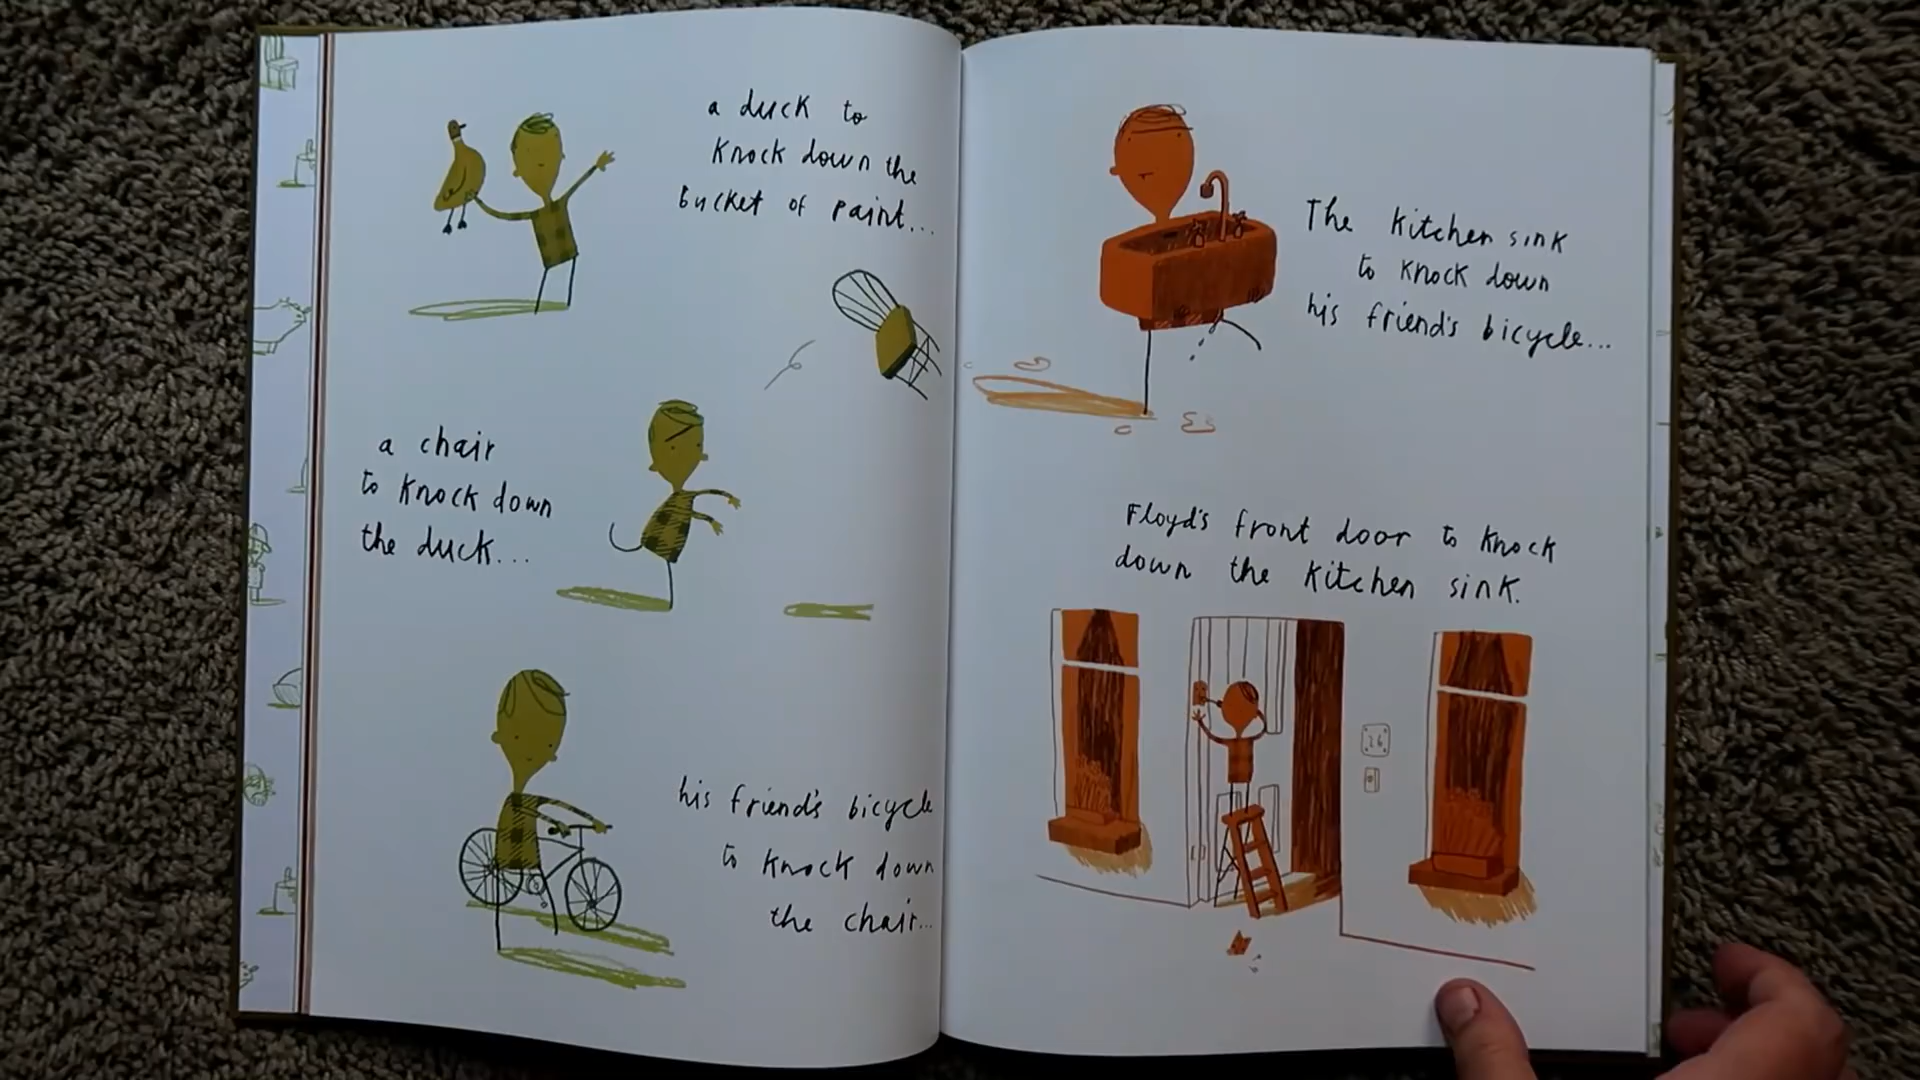 a duck to
knock down the
bucket of paint...
a chair
to knock down
the duck...
his friend's bicycle
to knock down
the chair...
The kitchen sink
to knock down
his friend's bicycle...
Floyd's front door to knock
down the kitchen sink.
26